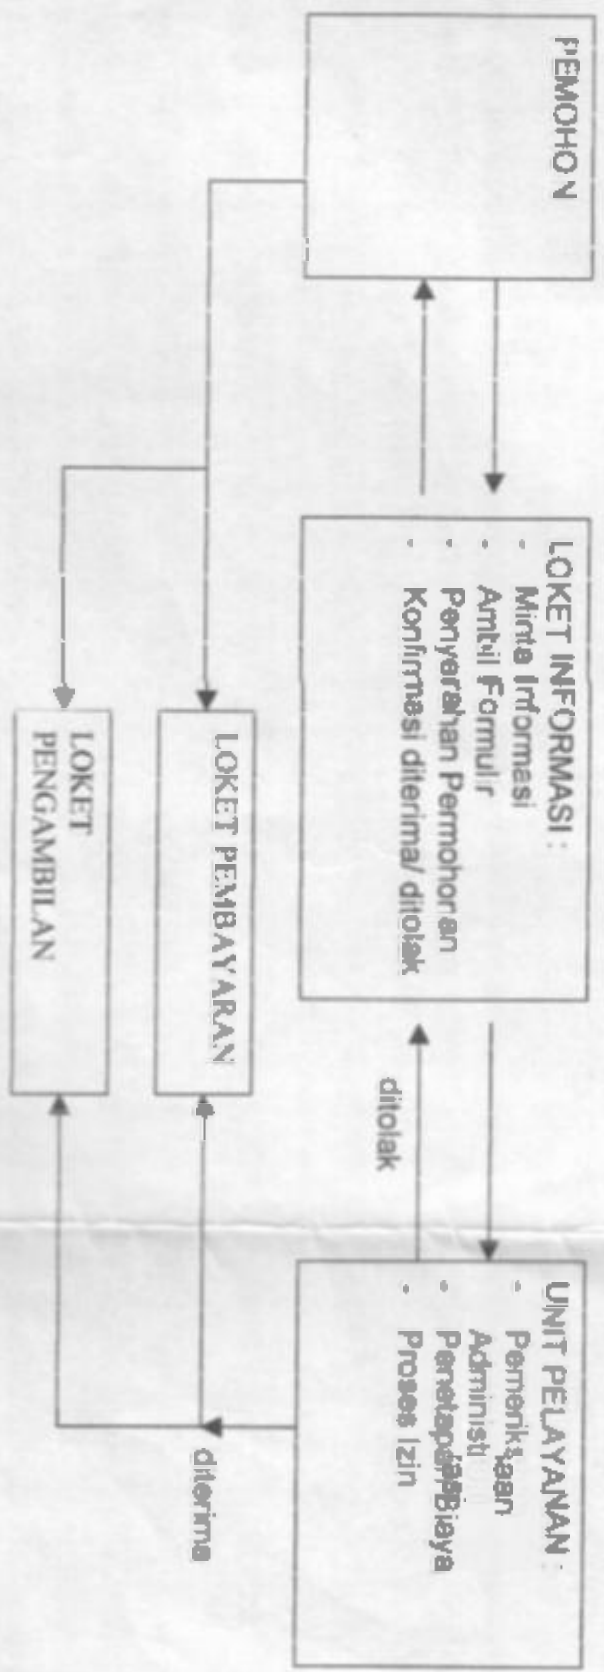 PEMOHON
LOKET INFORMASI :
- Minta Informasi
- Ambil Formulir
- Penyerahan Permohonan
- Konfirmasi diterima/ ditolak
ditolak
UNIT PELAYANAN :
- Pemeriksaan
Administi
- Penetapan Biaya
- Proses Izin
diterima
LOKET PEMBAYARAN
LOKET
PENGAMBILAN